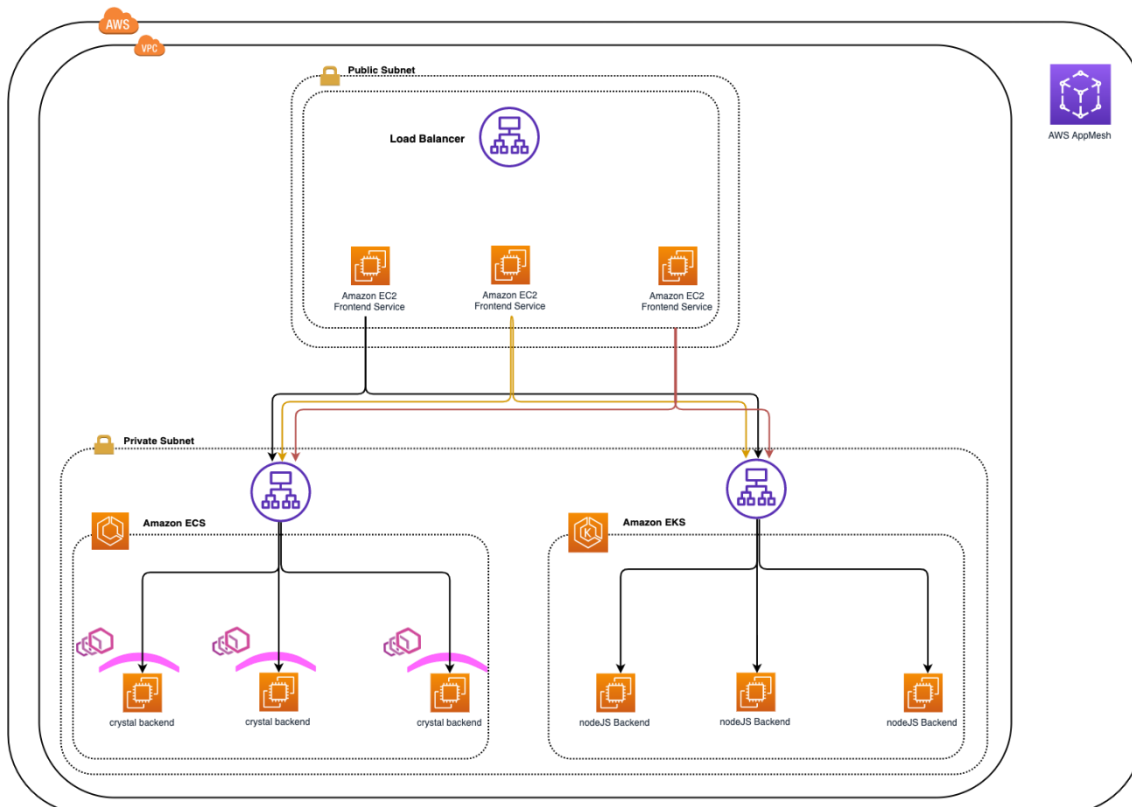 AWS
VPC
Public Subnet
Load Balancer
AWS AppMesh
Amazon EC2
Frontend Service
Amazon EC2
Frontend Service
Amazon EC2
Frontend Service
Private Subnet
Amazon ECS
Amazon EKS
K
crystal backend
crystal backend
crystal backend
nodeJS Backend
nodeJS Backend
nodeJS Backend